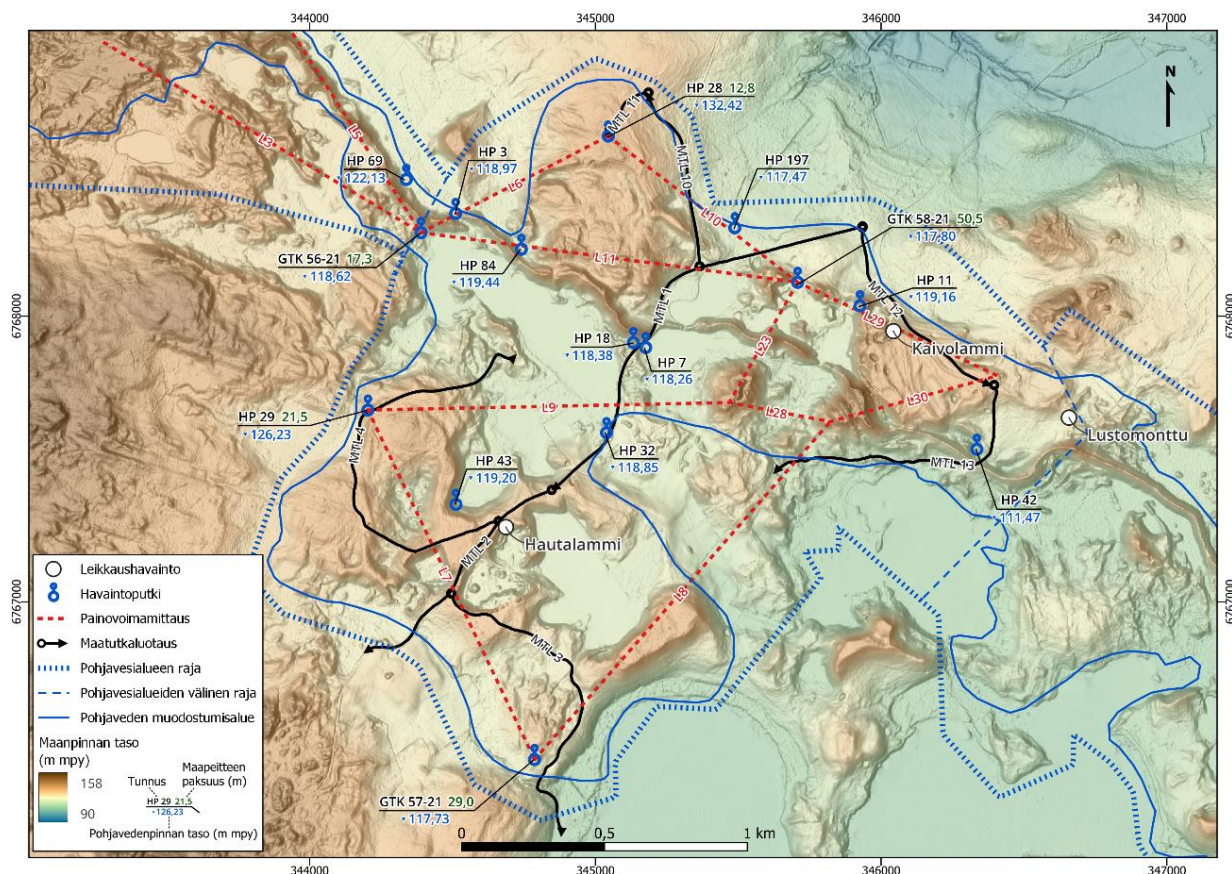 344000
345000
346000
347000
N
HP 28 12,8
132,42
MTL 11
MTL 10
L5
L3
HP 69
122,13
HP 3
118,97
L6
HP 197
117,47
L10
GTK 58-21 50,5
117,80
GTK 56-21 17,3
118,62
HP 84
119,44
L11
MTL 1
HP 11
119,16
MTL 12
L29
6768000
6768000
Kaivolammi
HP 18
118,38
HP 7
118,26
L23
HP 29 21,5
126,23
L9
L28
L30
Lustomonttu
MTL 4
HP 32
118,85
HP 43
119,20
MTL 13
HP 42
111,47
Hautalammi
MTL 2
L7
L8
6767000
6767000
MTL 3
GTK 57-21 29,0
117,73
Leikkaushavainto
Havaintoputki
Painovoimamittaus
Maatutkaluotaus
Pohjavesialueen raja
Pohjavesialueiden välinen raja
Pohjaveden muodostumisalue
Maanpinnan taso
(m mpy)
158
90
Tunnus
Maapeitteen
paksuus (m)
HP 29 21,5
126,23
Pohjavedenpinnan taso (m mpy)
0 0,5 1 km
344000
345000
346000
347000